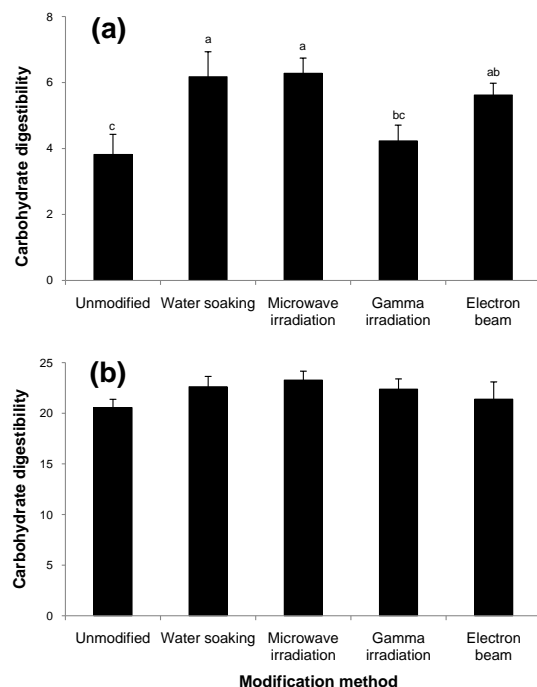 (a)
Carbohydrate digestibility
8
6
4
2
0
c
a
a
bc
ab
Unmodified
Water soaking
Microwave
irradiation
Gamma
irradiation
Electron
beam
(b)
Carbohydrate digestibility
25
20
15
10
5
0
Unmodified
Water soaking
Microwave
irradiation
Gamma
irradiation
Electron
beam
Modification method